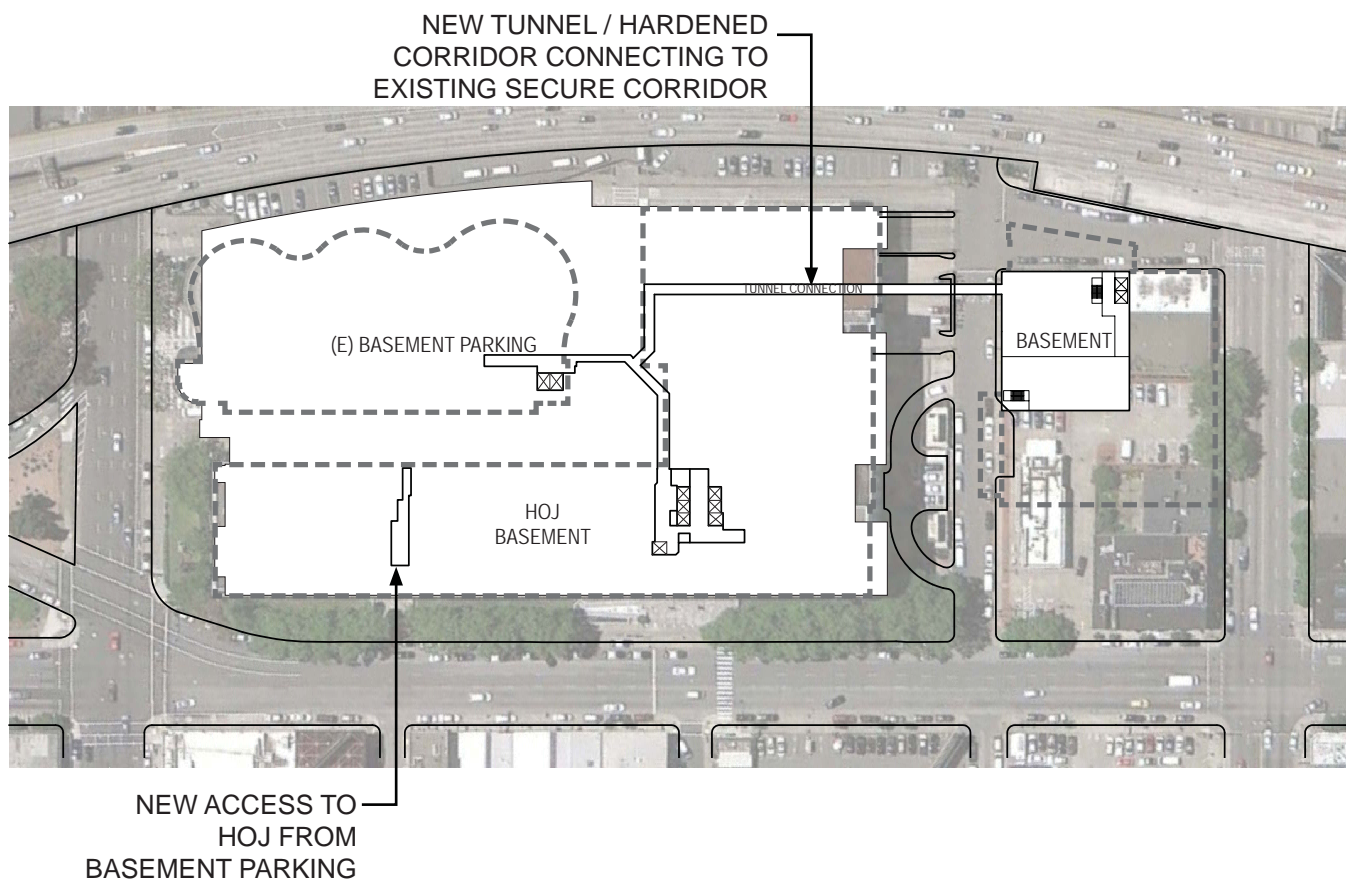 NEW TUNNEL / HARDENED
CORRIDOR CONNECTING TO
EXISTING SECURE CORRIDOR
TUNNEL CONNECTION
(E) BASEMENT PARKING
BASEMENT
HOJ
BASEMENT
NEW ACCESS TO
HOJ FROM
BASEMENT PARKING